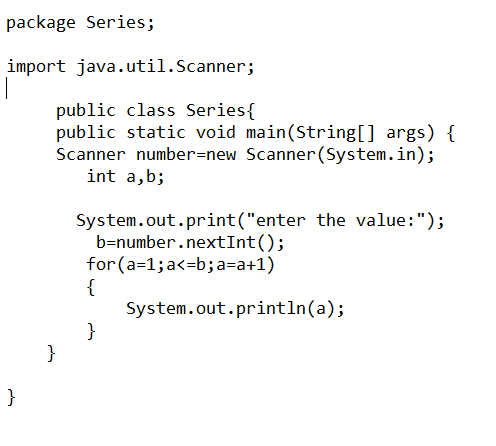 package Series;
import java.util.Scanner;
public class Series{
public static void main(String[] args) {
Scanner number=new Scanner(System.in);
int a,b;
System.out.print("enter the value:");
b=number.nextInt();
for(a=1;a<=b;a=a+1)
{
System.out.println(a);
}
}
}